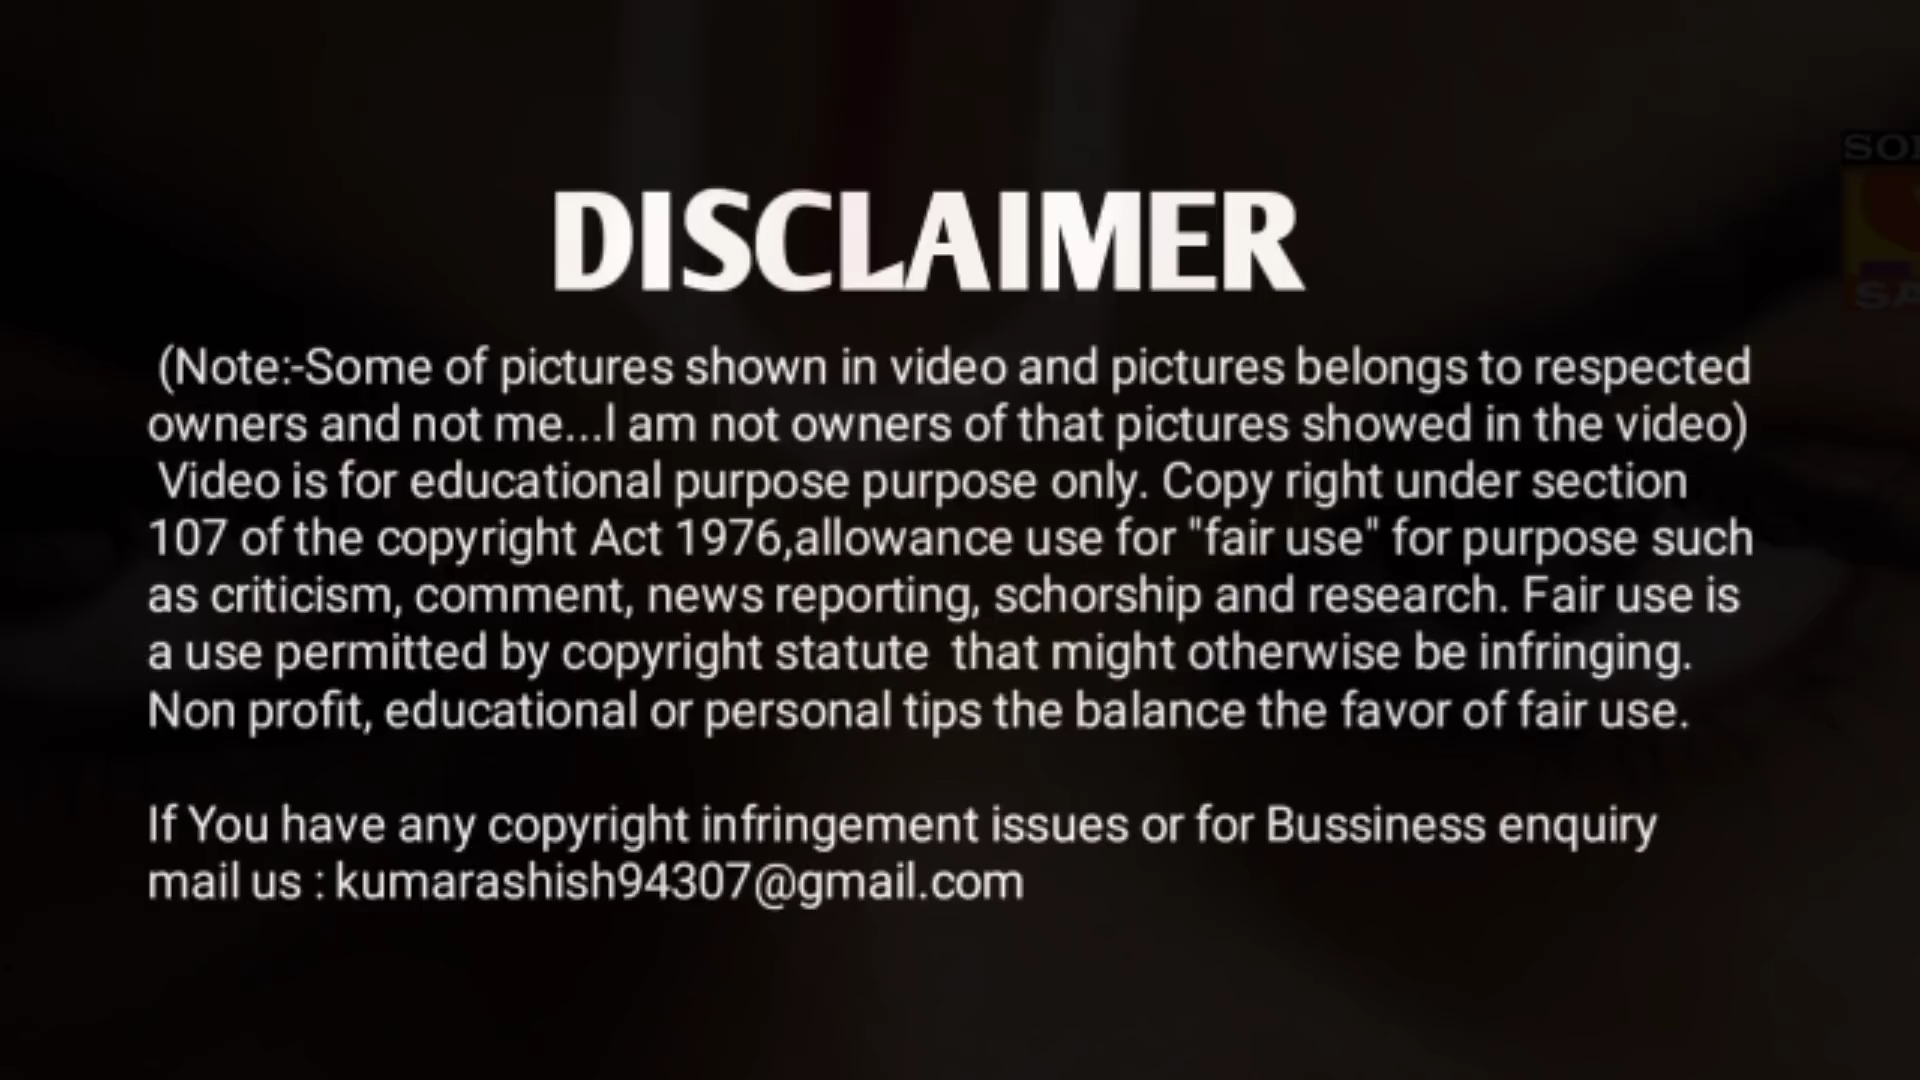 SO
SA
DISCLAIMER
(Note:-Some of pictures shown in video and pictures belongs to respected
owners and not me...I am not owners of that pictures showed in the video)
Video is for educational purpose purpose only. Copy right under section
107 of the copyright Act 1976,allowance use for "fair use" for purpose such
as criticism, comment, news reporting, schorship and research. Fair use is
a use permitted by copyright statute  that might otherwise be infringing.
Non profit, educational or personal tips the balance the favor of fair use.
If You have any copyright infringement issues or for Bussiness enquiry
mail us : kumarashish94307@gmail.com